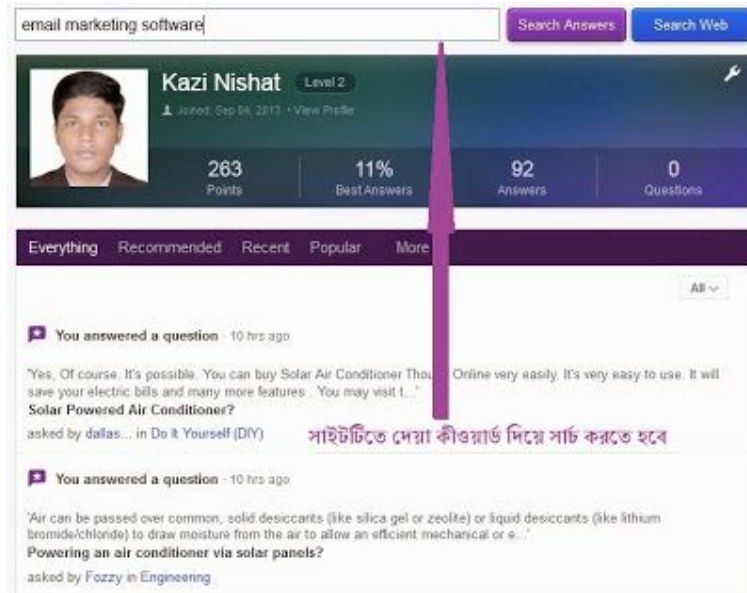 email marketing software
Search Answers
Search Web
Kazi Nishat Level 2
Joined: Sep 04, 2013 • View Profile
263
Points
11%
Best Answers
92
Answers
0
Questions
Everything Recommended Recent Popular More
All
You answered a question - 10 hrs ago
'Yes, Of course. It's possible. You can buy Solar Air Conditioner Online very easily. It's very easy to use. It will
save your electric bills and many more features . You may visit t...'
Solar Powered Air Conditioner?
asked by dallas... in Do It Yourself (DIY)
সাইটটিতে দেয়া কীওয়ার্ড দিয়ে সার্চ করতে হবে
You answered a question - 10 hrs ago
'Air can be passed over common, solid desiccants (like silica gel or zeolite) or liquid desiccants (like lithium
bromide/chloride) to draw moisture from the air to allow an efficient mechanical or e...'
Powering an air conditioner via solar panels?
asked by Fozzy in Engineering